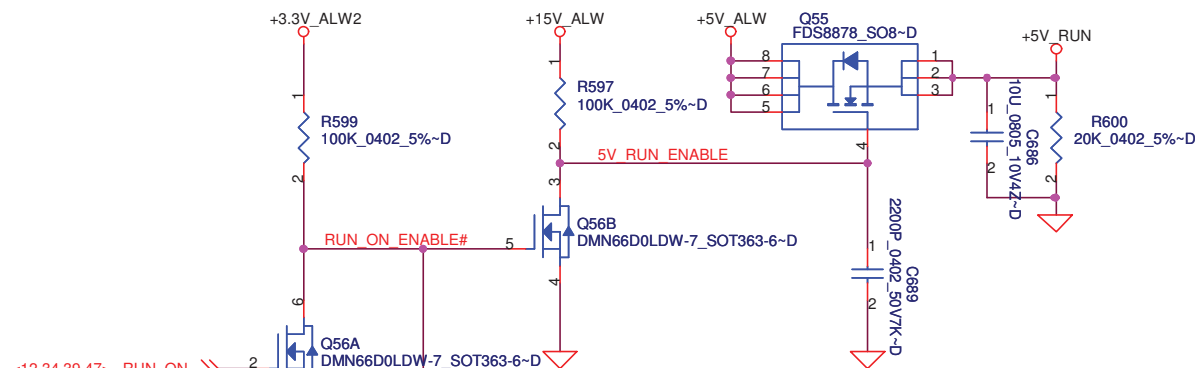 +3.3V_ALW2
+15V_ALW
+5V_ALW
Q55
FDS8878_SO8~D
+5V_RUN
8
7
6
5
1
2
3
4
1
R597
100K_0402_5%~D
2
1
R599
100K_0402_5%~D
2
1
C686
10U_0805_10V4Z~D
2
1
R600
20K_0402_5%~D
2
5V_RUN_ENABLE
3
Q56B
DMN66D0LDW-7_SOT363-6~D
5
4
RUN_ON_ENABLE#
1
C689
2200P_0402_50V7K~D
2
6
Q56A
DMN66D0LDW-7_SOT363-6~D
2
RUN_ON